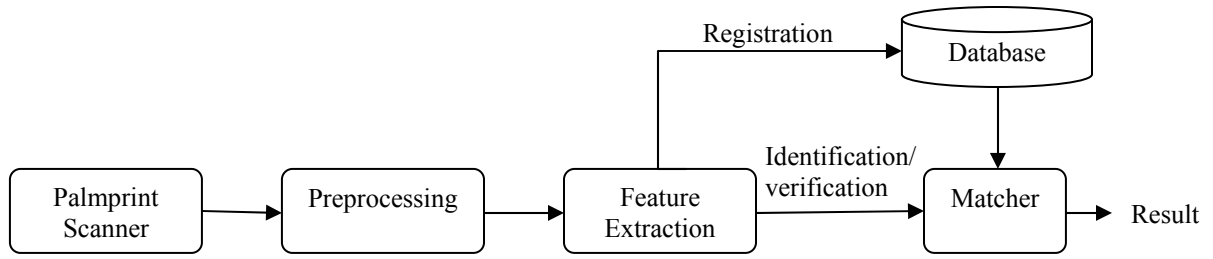 Registration
Database
Palmprint
Scanner
Preprocessing
Feature
Extraction
Identification/
verification
Matcher
Result